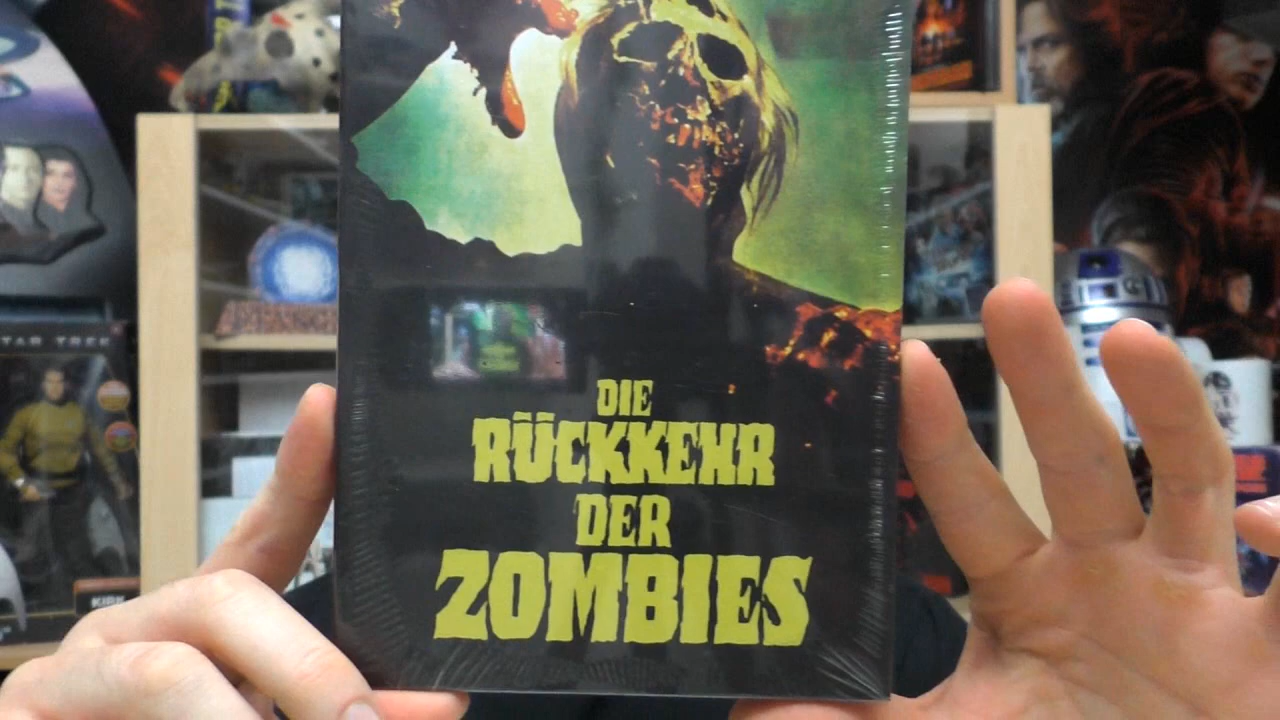 DIE
RÜCKKEHR
DER
ZOMBIES
STAR TREK
KIRK